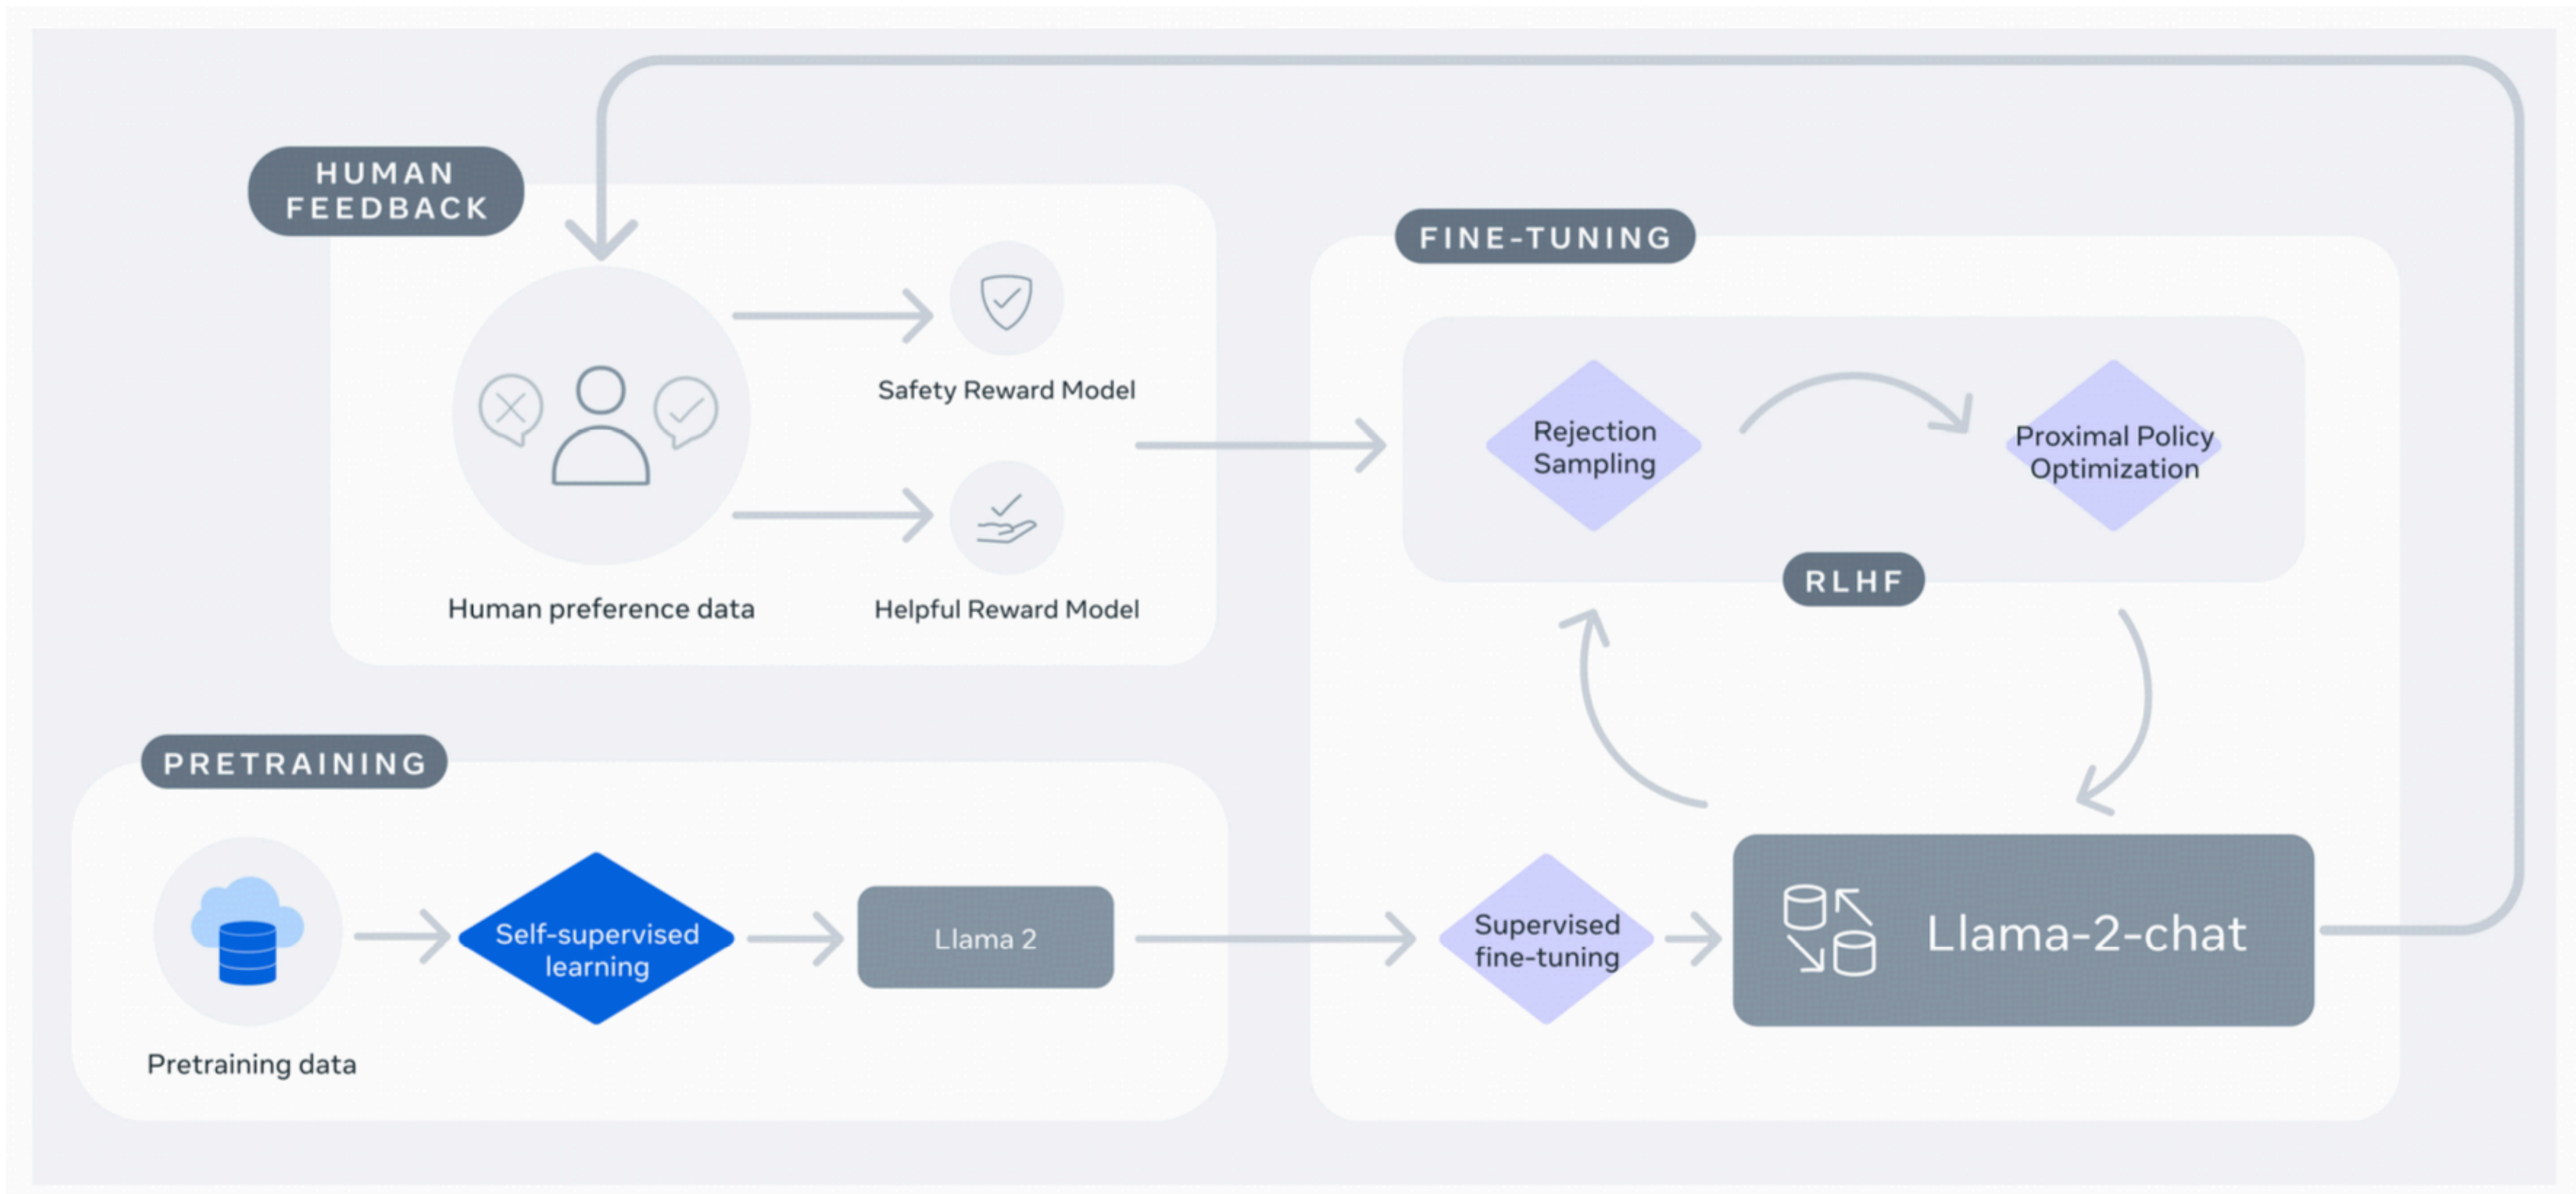 HUMAN
FEEDBACK
Safety Reward Model
Human preference data
Helpful Reward Model
FINE-TUNING
Rejection
Sampling
Proximal Policy
Optimization
RLHF
PRETRAINING
Pretraining data
Self-supervised
learning
Llama 2
Supervised
fine-tuning
Llama-2-chat